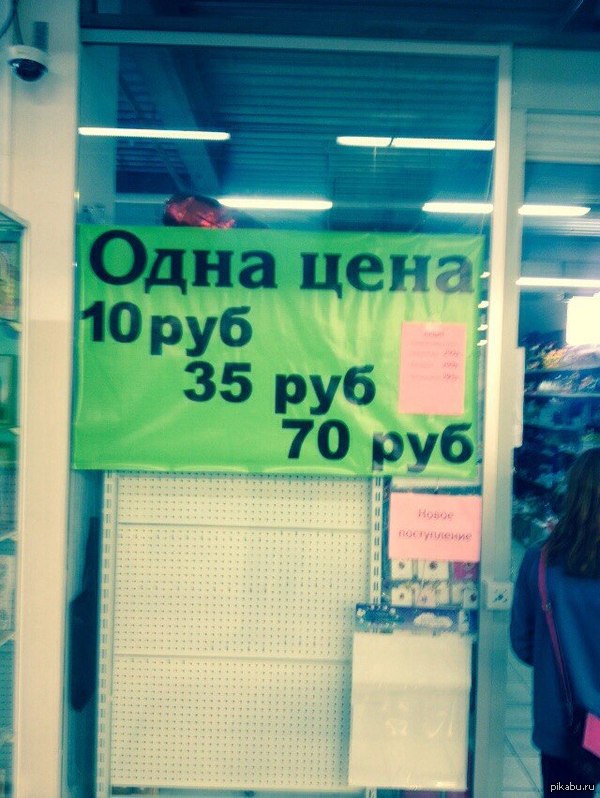 Одна цена
10 руб
35 руб
70 руб
Новое
поступление
pikabu.ru